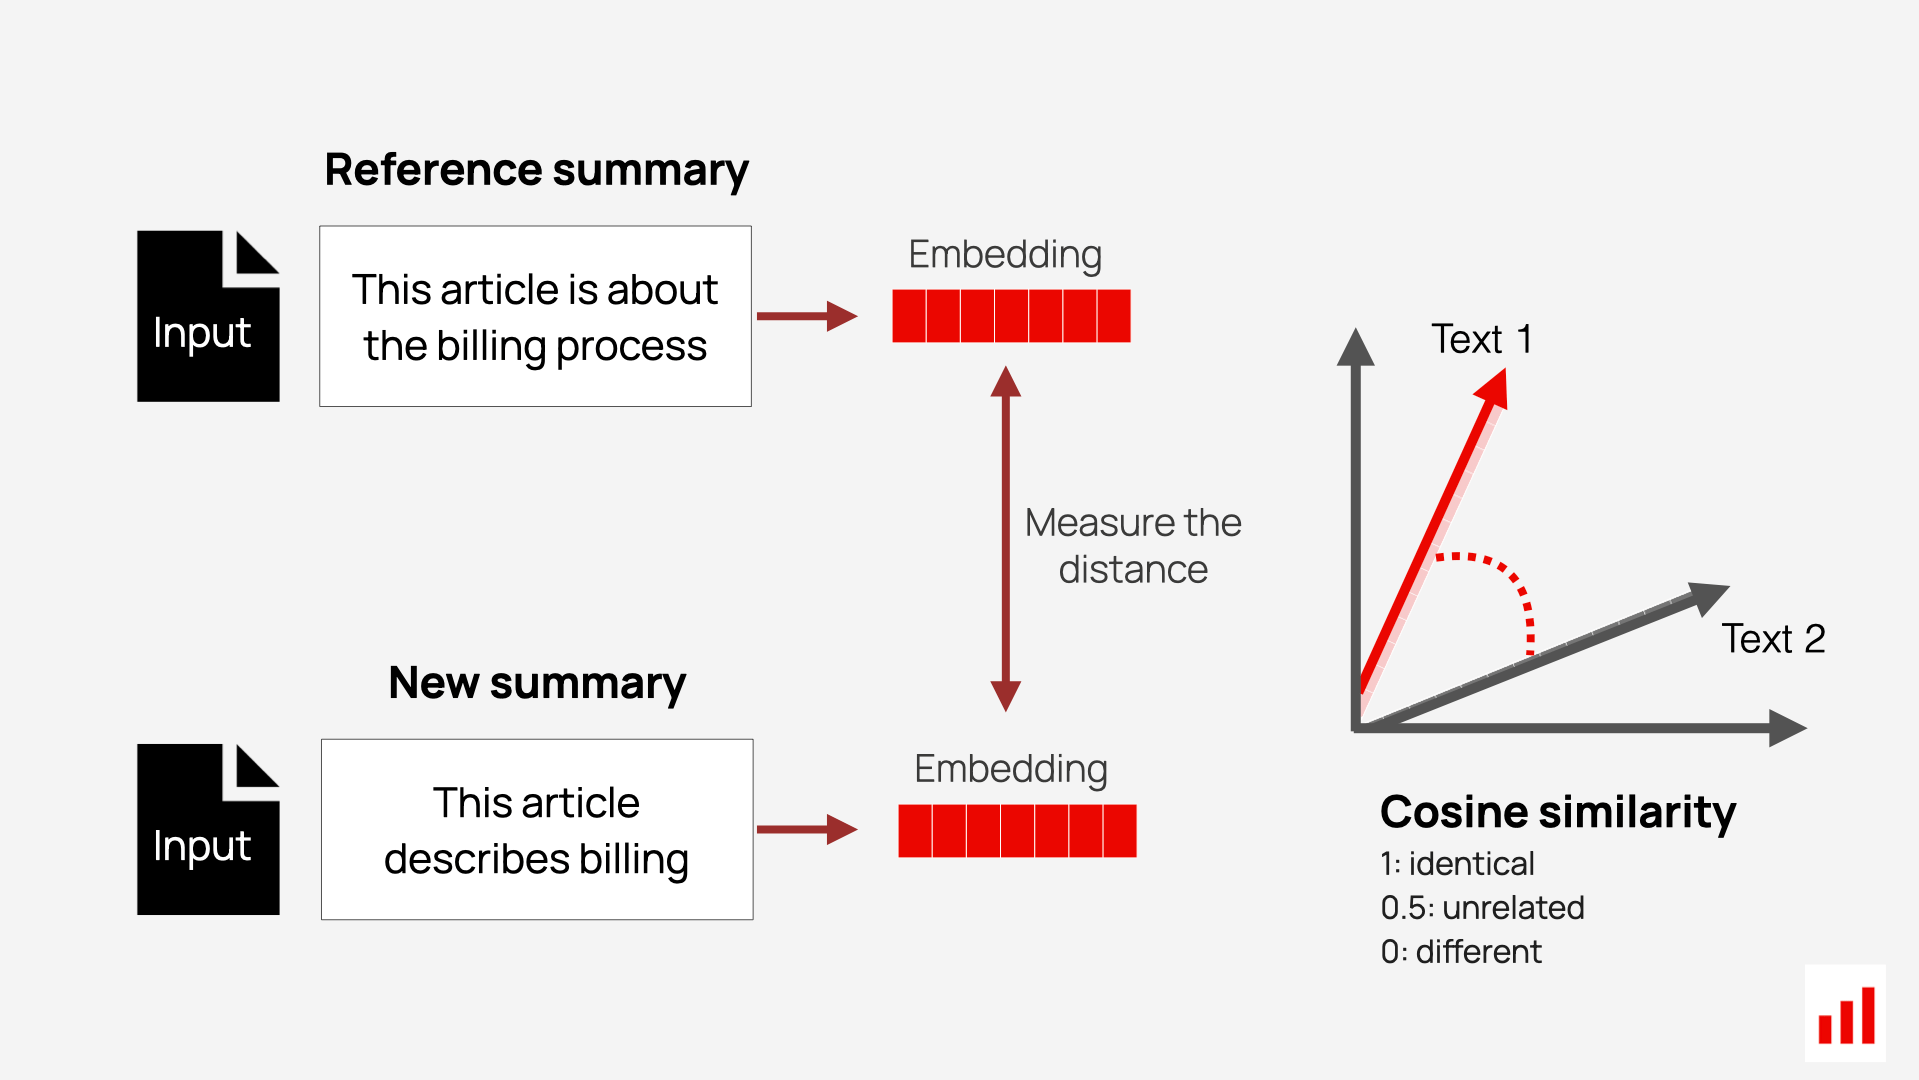 Reference summary
Input
This article is about
the billing process
Embedding
Measure the
distance
New summary
Input
This article
describes billing
Embedding
Text 1
Text 2
Cosine similarity
1: identical
0.5: unrelated
0: different